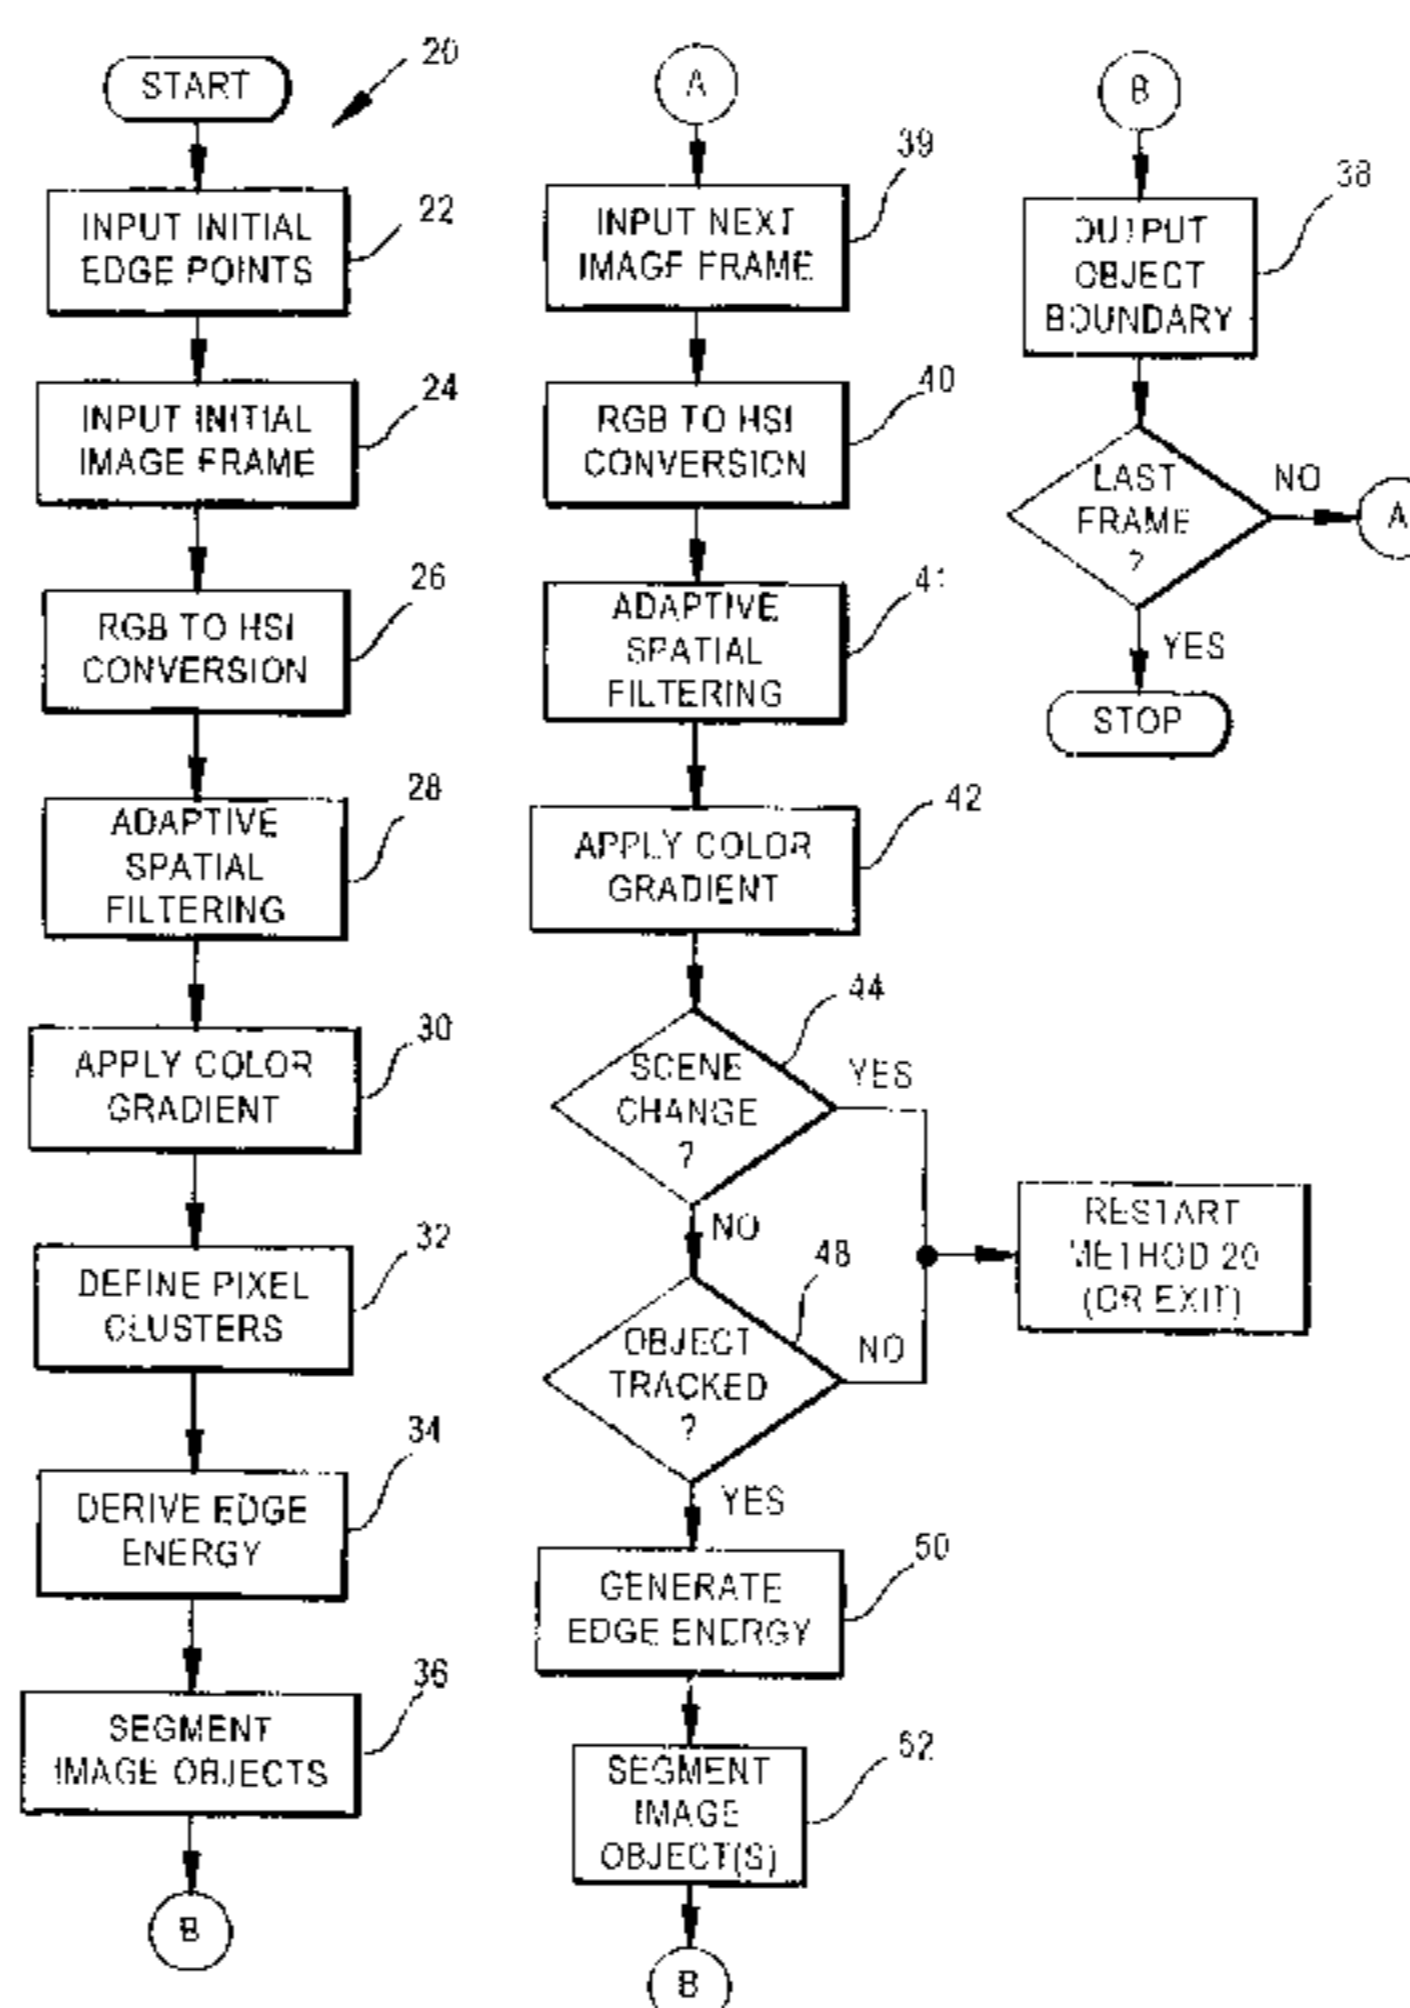 START
20
INPUT INITIAL
EDGE POINTS
22
INPUT INITIAL
IMAGE FRAME
24
RGB TO HSI
CONVERSION
26
ADAPTIVE
SPATIAL
FILTERING
28
APPLY COLOR
GRADIENT
30
DEFINE PIXEL
CLUSTERS
32
DERIVE EDGE
ENERGY
34
SEGMENT
IMAGE OBJECTS
36
B
A
INPUT NEXT
IMAGE FRAME
39
RGB TO HSI
CONVERSION
40
ADAPTIVE
SPATIAL
FILTERING
41
APPLY COLOR
GRADIENT
42
SCENE
CHANGE
?
44
YES
NO
OBJECT
TRACKED
?
48
NO
YES
RESTART
METHOD 20
(OR EXIT)
GENERATE
EDGE ENERGY
50
SEGMENT
IMAGE
OBJECT(S)
52
B
B
OUTPUT
OBJECT
BOUNDARY
38
LAST
FRAME
?
NO
A
YES
STOP